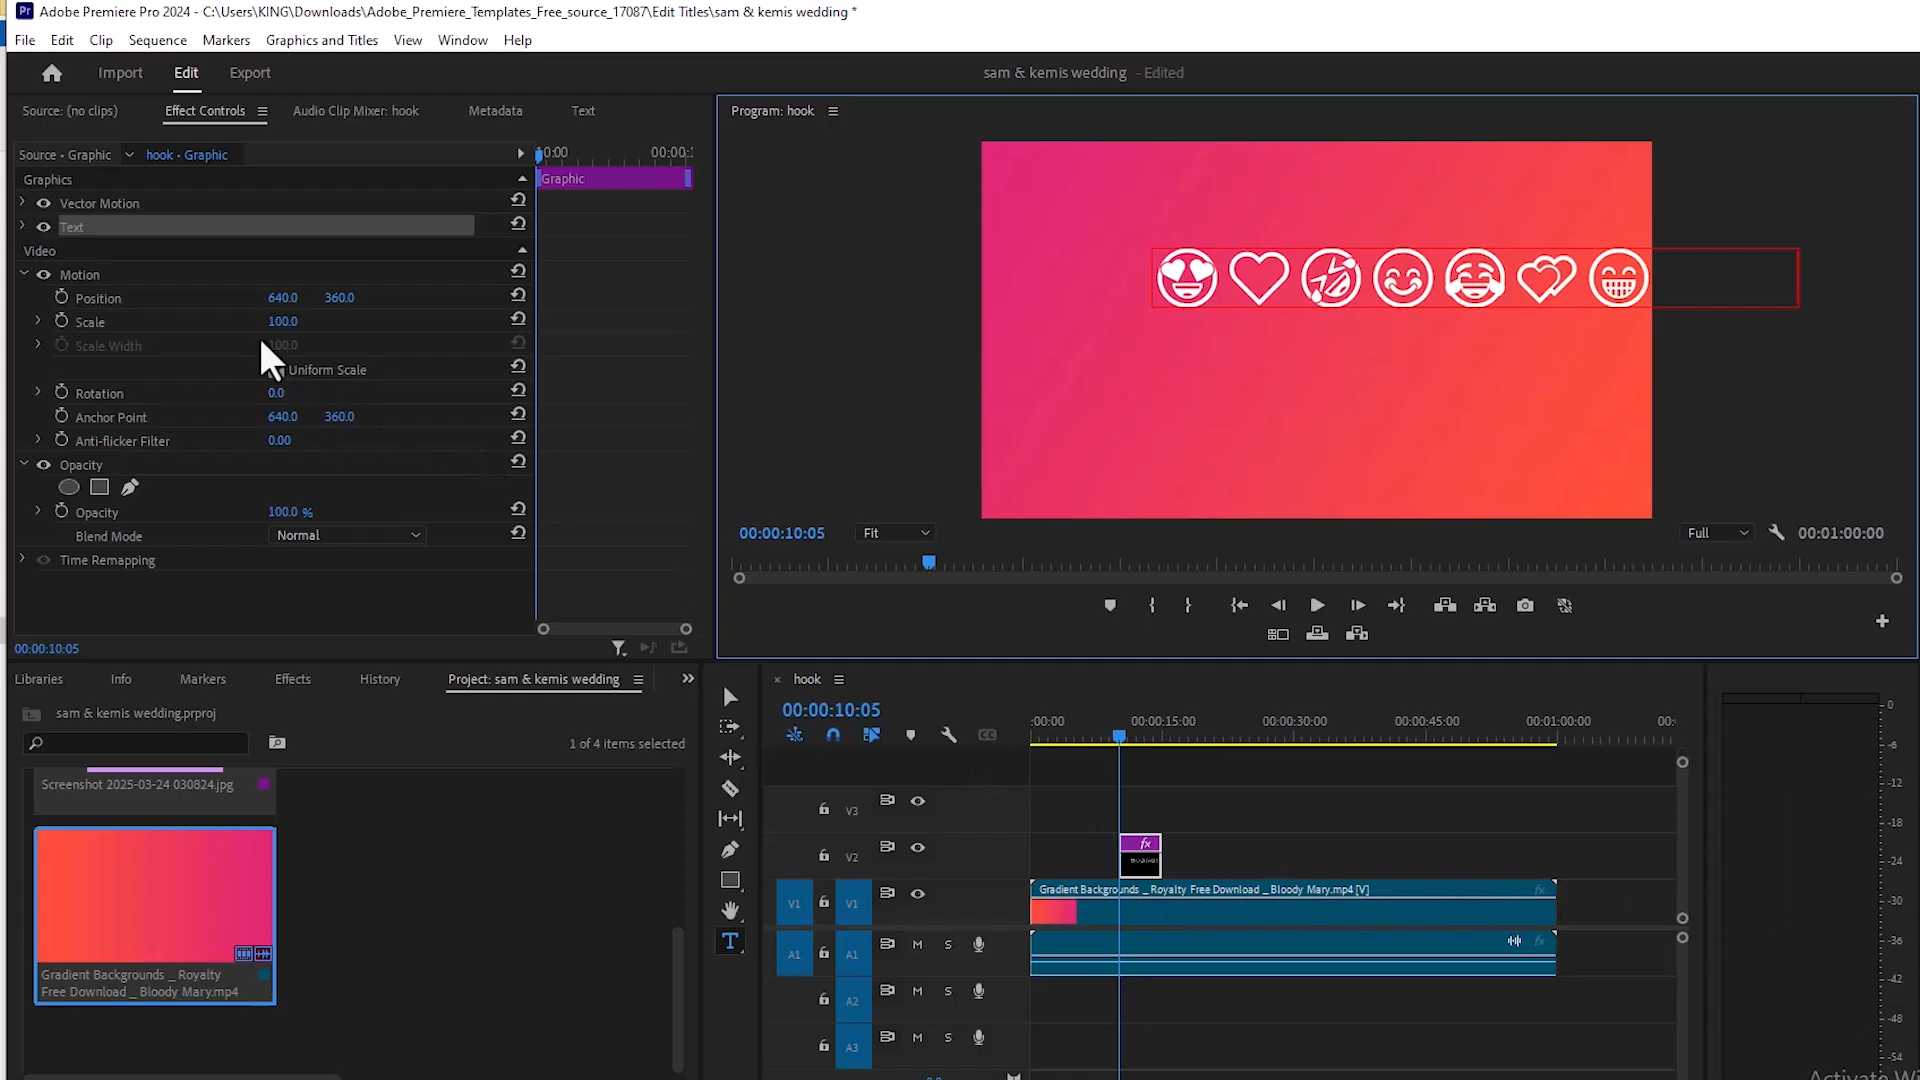 Pr Adobe Premiere Pro 2024 - C:\Users\KING\Downloads\Adobe_Premiere_Templates_Free_source_17087\Edit Titles\sam & kemis wedding *
File Edit Clip Sequence Markers Graphics and Titles View Window Help
Import Edit Export sam & kemis wedding - Edited
Source: (no clips) Effect Controls Audio Clip Mixer: hook Metadata Text
Source • Graphic hook • Graphic
Graphics
Vector Motion
Text
Video
Motion
Position 640.0 360.0
Scale 100.0
Scale Width 100.0
Uniform Scale
Rotation 0.0
Anchor Point 640.0 360.0
Anti-flicker Filter 0.00
Opacity
Opacity 100.0 %
Blend Mode Normal
Time Remapping
00:00:10:05
Graphic
Program: hook
00:00:10:05 Fit Full 00:01:00:00
Libraries Info Markers Effects History Project: sam & kemis wedding
sam & kemis wedding.prproj
1 of 4 items selected
Screenshot 2025-03-24 030824.jpg
Gradient Backgrounds _ Royalty
Free Download _ Bloody Mary.mp4
hook
00:00:10:05
:00:00 00:00:15:00 00:00:30:00 00:00:45:00 00:01:00:00 00:
V3
V2 fx
V1 V1 Gradient Backgrounds _ Royalty Free Download _ Bloody Mary.mp4 [V] fx
A1 A1 M S fx
A2 M S
A3 M S
0
-6
-12
-18
-24
-30
-36
-42
-48
-54